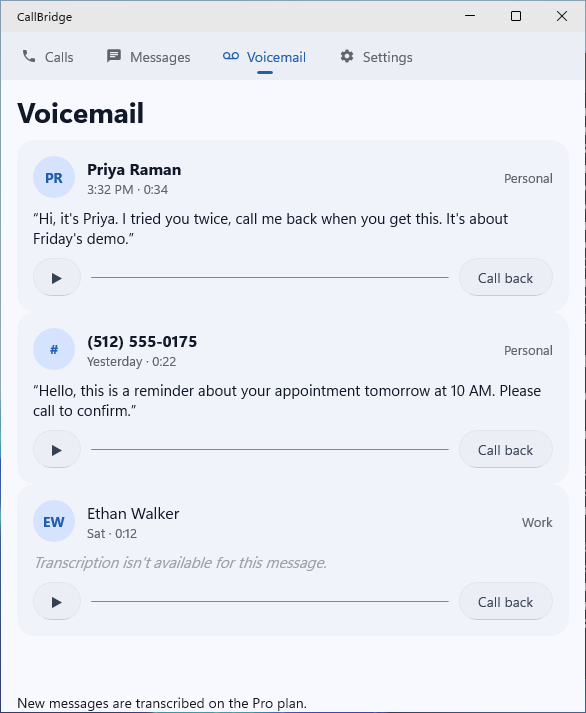 CallBridge
Calls Messages Voicemail Settings
Voicemail
PR
Priya Raman
3:32 PM · 0:34
Personal
“Hi, it's Priya. I tried you twice, call me back when you get this. It's about
Friday's demo.”
Call back
#
(512) 555-0175
Yesterday · 0:22
Personal
“Hello, this is a reminder about your appointment tomorrow at 10 AM. Please
call to confirm.”
Call back
EW
Ethan Walker
Sat · 0:12
Work
Transcription isn't available for this message.
Call back
New messages are transcribed on the Pro plan.